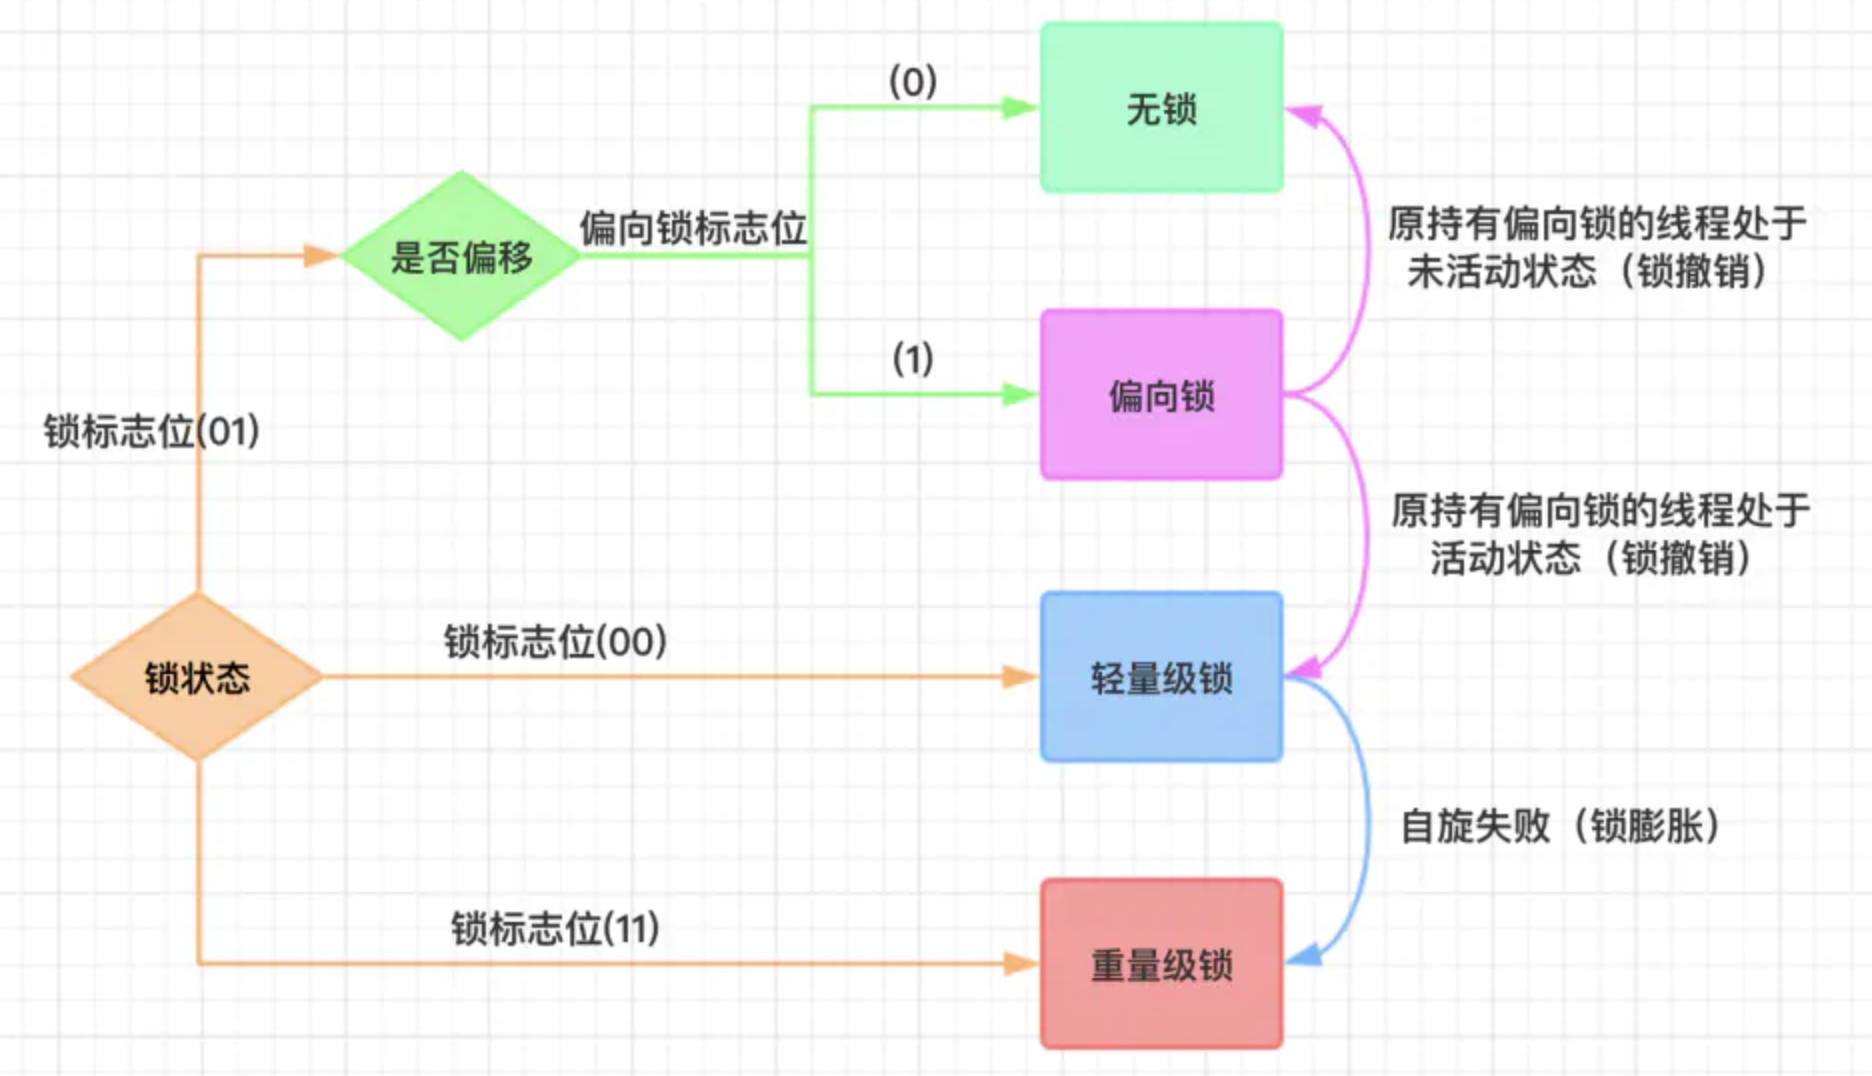 (0)
无锁
偏向锁标志位
是否偏移
原持有偏向锁的线程处于
未活动状态（锁撤销）
(1)
偏向锁
锁标志位(01)
原持有偏向锁的线程处于
活动状态（锁撤销）
锁标志位(00)
锁状态
轻量级锁
自旋失败（锁膨胀）
锁标志位(11)
重量级锁